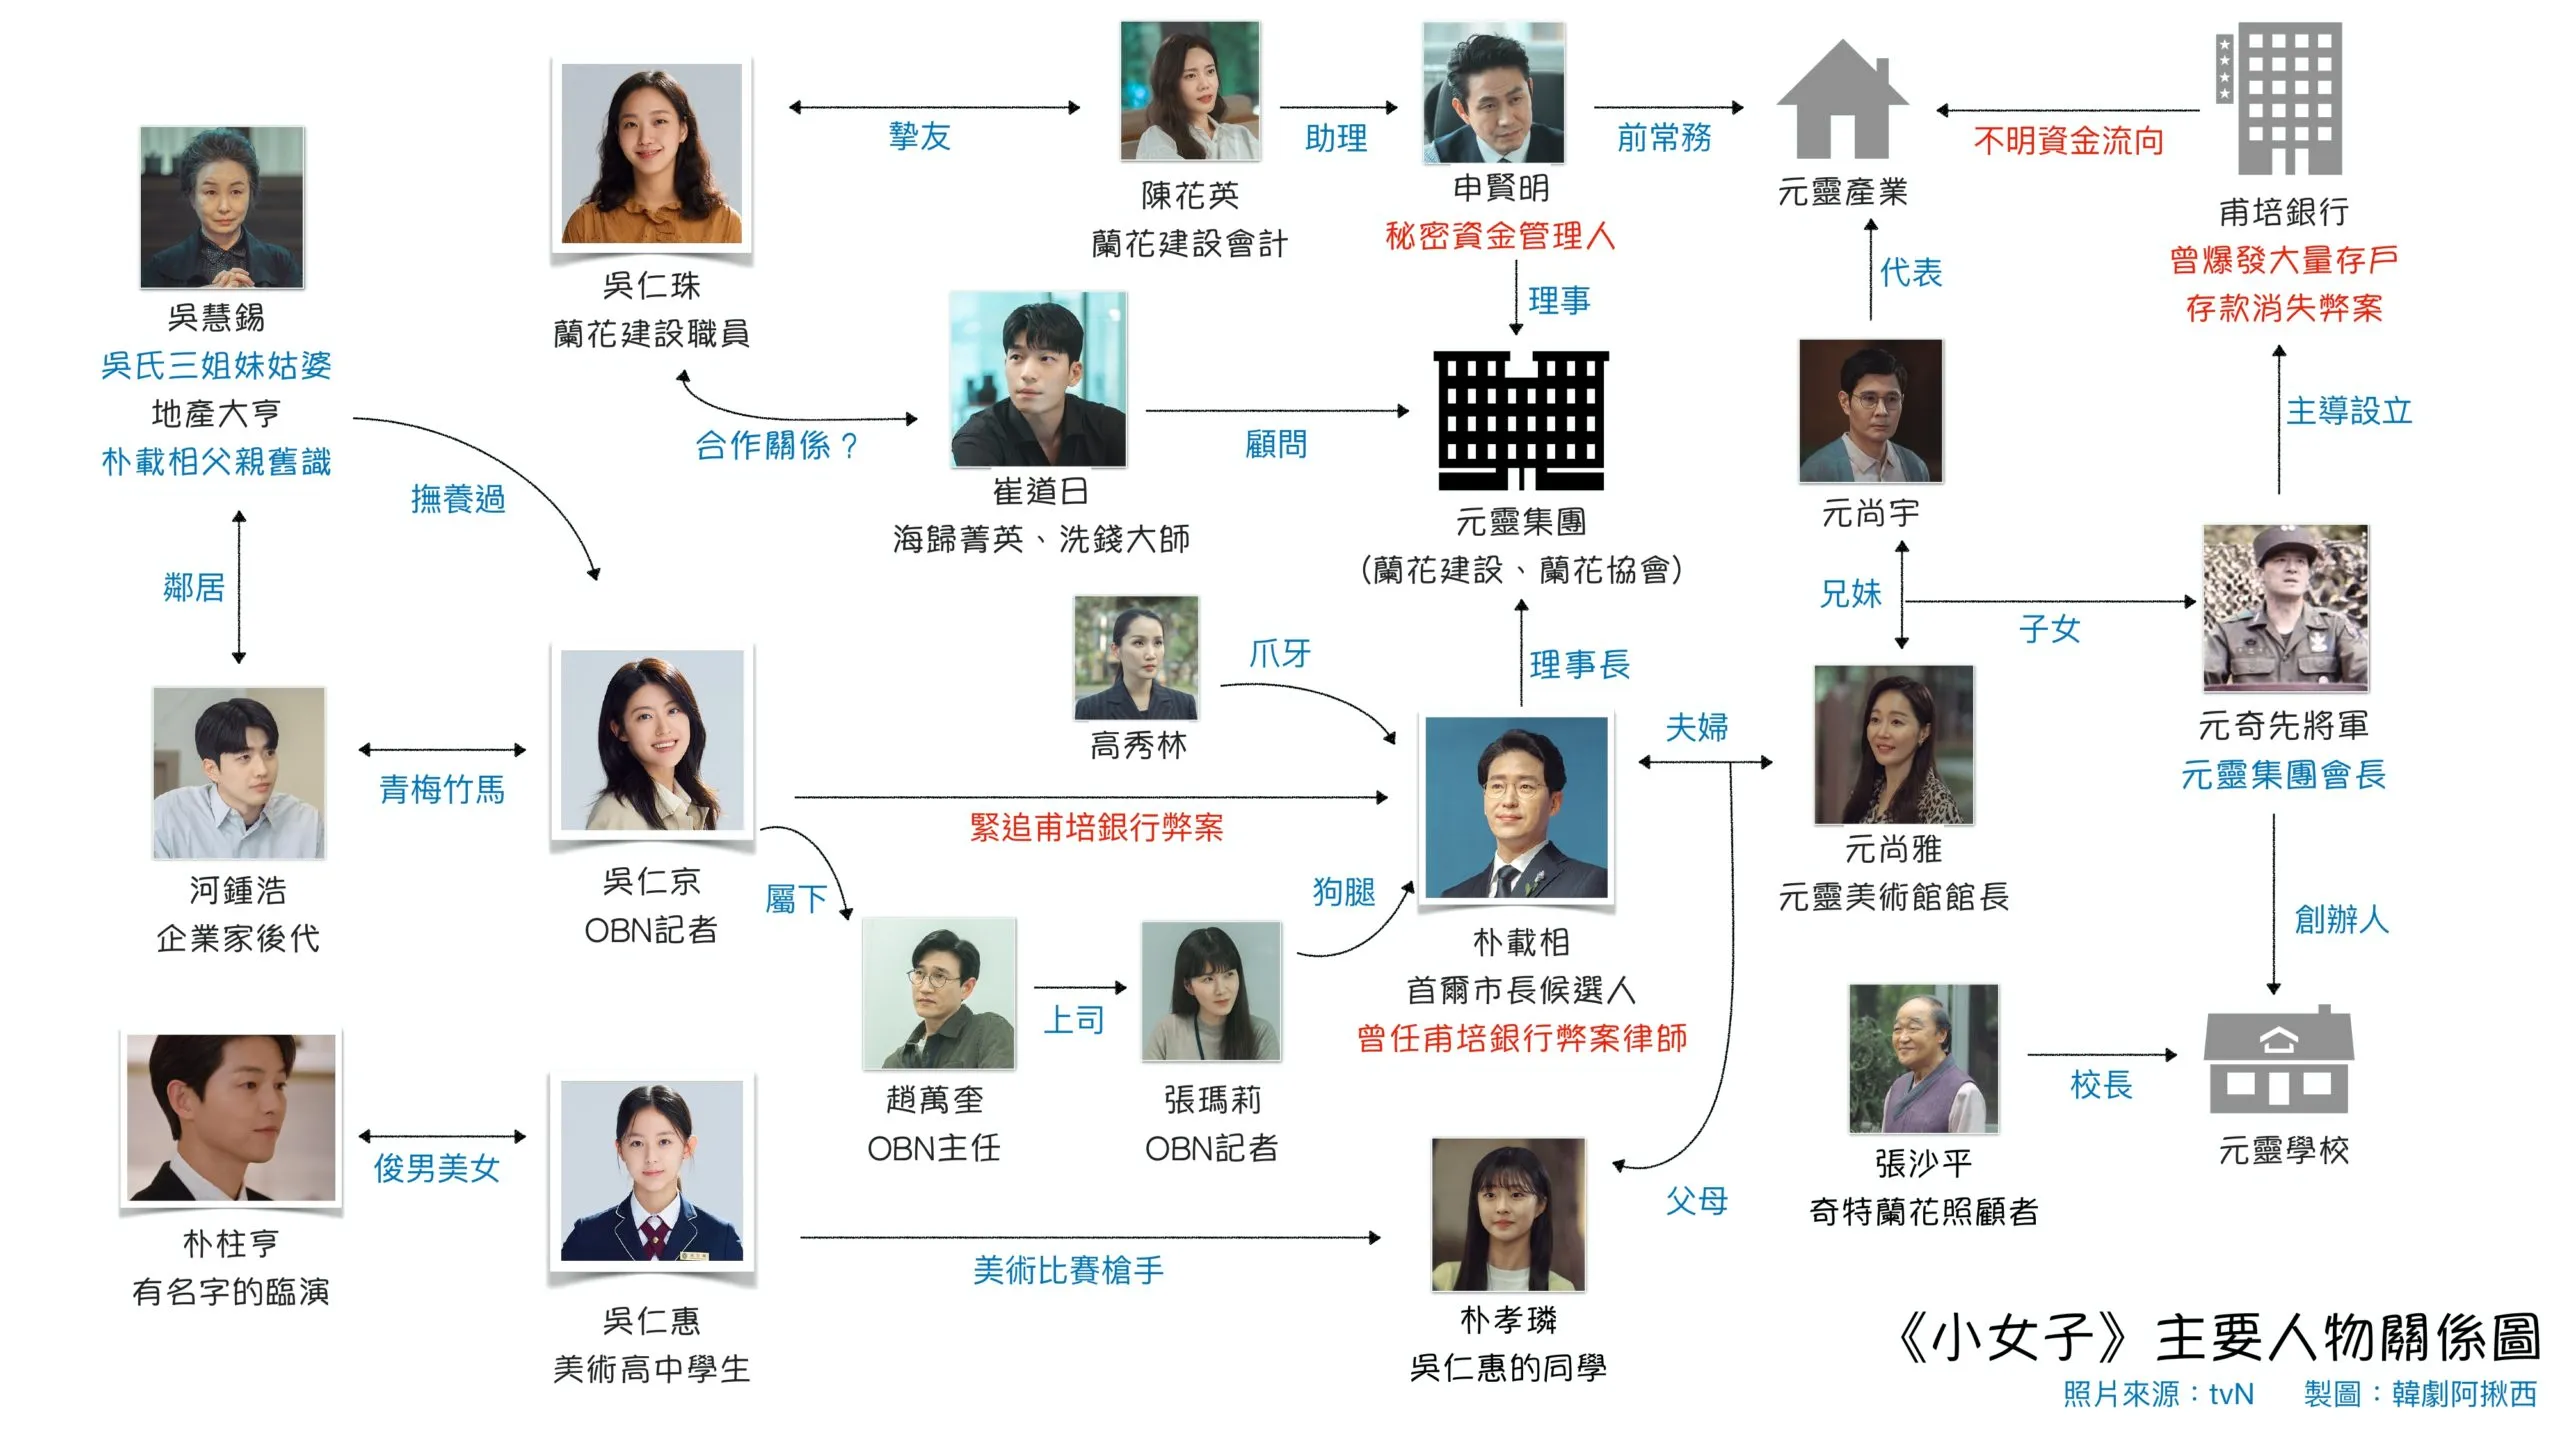 摯友
助理
前常務
不明資金流向
元靈產業
陳花英
蘭花建設會計
申賢明
秘密資金管理人
甫培銀行
曾爆發大量存戶
存款消失弊案
吳仁珠
蘭花建設職員
理事
代表
吳慧錫
吳氏三姐妹姑婆
地產大亨
朴載相父親舊識
撫養過
合作關係？
顧問
主導設立
崔道日
海歸菁英、洗錢大師
元靈集團
(蘭花建設、蘭花協會)
元尚宇
鄰居
兄妹
子女
爪牙
理事長
高秀林
夫婦
元奇先將軍
元靈集團會長
青梅竹馬
緊追甫培銀行弊案
元尚雅
元靈美術館館長
河鍾浩
企業家後代
吳仁京
OBN記者
屬下
狗腿
創辦人
朴載相
首爾市長候選人
曾任甫培銀行弊案律師
上司
趙萬奎
OBN主任
張瑪莉
OBN記者
校長
俊男美女
父母
張沙平
奇特蘭花照顧者
元靈學校
朴柱亨
有名字的臨演
美術比賽槍手
吳仁惠
美術高中學生
朴孝璘
吳仁惠的同學
《小女子》主要人物關係圖
照片來源：tvN 製圖：韓劇阿揪西